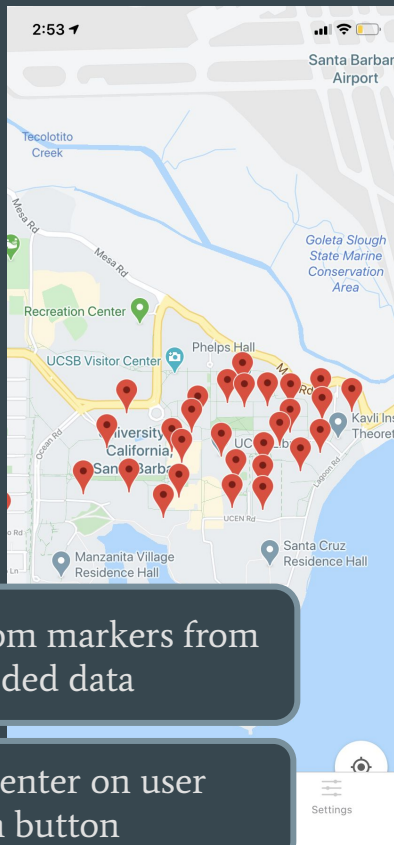 2:53
Santa Barbar
Airport
Tecolotito
Creek
Mesa Rd
Mesa Rd
Goleta Slough
State Marine
Conservation
Area
Recreation Center
Phelps Hall
UCSB Visitor Center
Ocean Rd
Kavli Ins
Theoret
California,
Lagoon Rd
UCEN Rd
Santa Cruz
Residence Hall
Manzanita Village
Residence Hall
om markers from
ded data
enter on user
n button
Settings